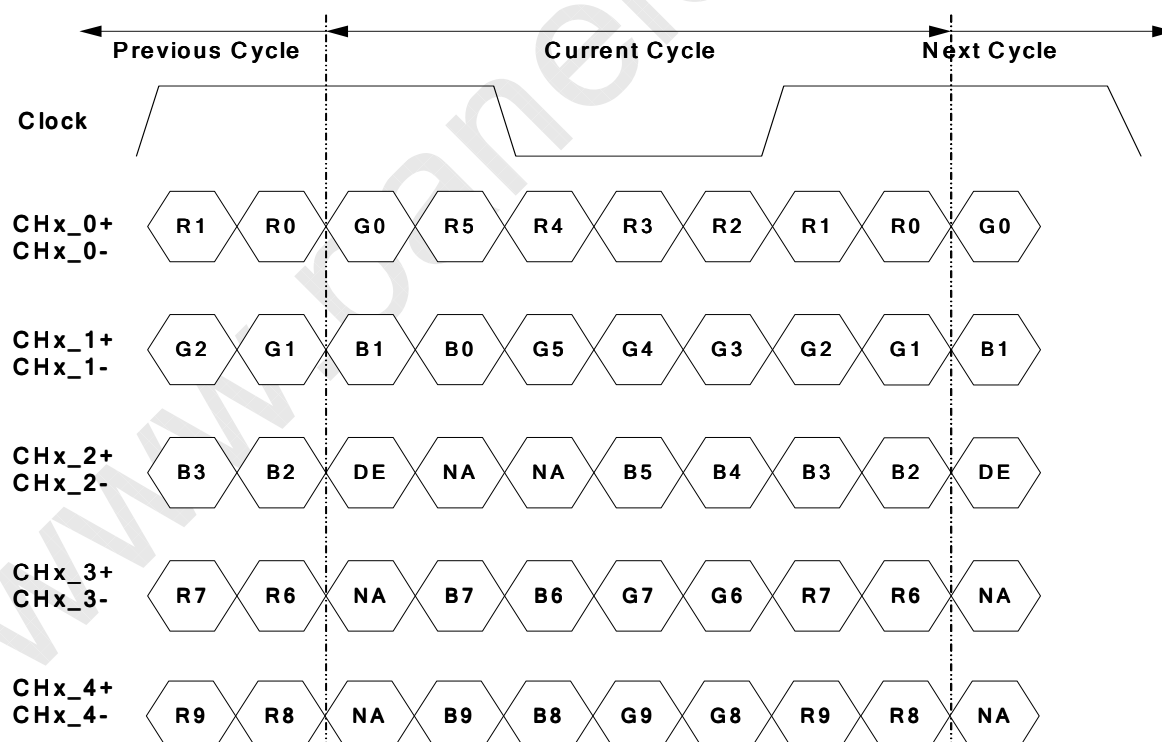 Previous Cycle Current Cycle Next Cycle
Clock
CHx_0+
CHx_0-
R1 R0 G0 R5 R4 R3 R2 R1 R0 G0
CHx_1+
CHx_1-
G2 G1 B1 B0 G5 G4 G3 G2 G1 B1
CHx_2+
CHx_2-
B3 B2 DE NA NA B5 B4 B3 B2 DE
CHx_3+
CHx_3-
R7 R6 NA B7 B6 G7 G6 R7 R6 NA
CHx_4+
CHx_4-
R9 R8 NA B9 B8 G9 G8 R9 R8 NA
www.pane